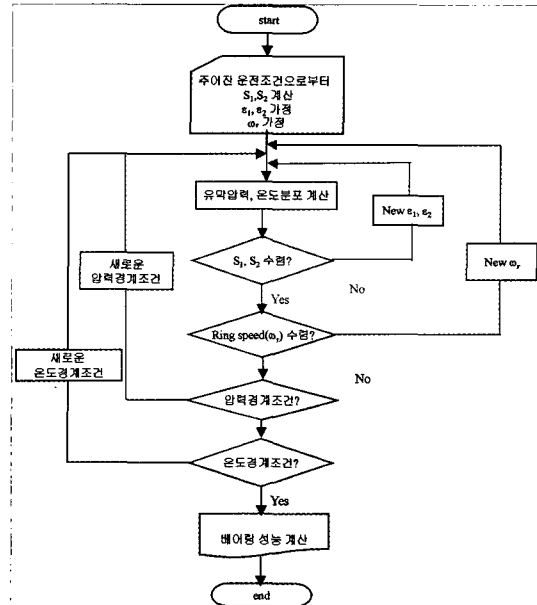 start
주어진 운전조건으로부터
S₁,S₂ 계산
ε₁, ε₂ 가정
ωᵣ 가정
유막압력, 온도분포 계산
New ε₁, ε₂
새로운
압력경계조건
S₁, S₂ 수렴?
New ωᵣ
No
Yes
Ring speed(ωᵣ) 수렴?
새로운
온도경계조건
No
압력경계조건?
온도경계조건?
Yes
베어링 성능 계산
end